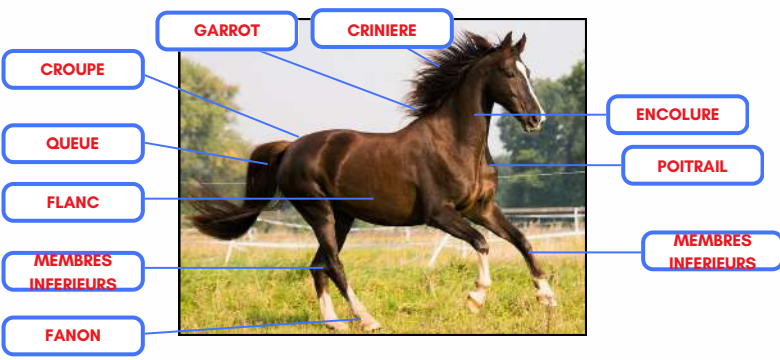 GARROT
CRINIERE
CROUPE
ENCOLURE
QUEUE
POITRAIL
FLANC
MEMBRES
INFERIEURS
MEMBRES
INFERIEURS
FANON